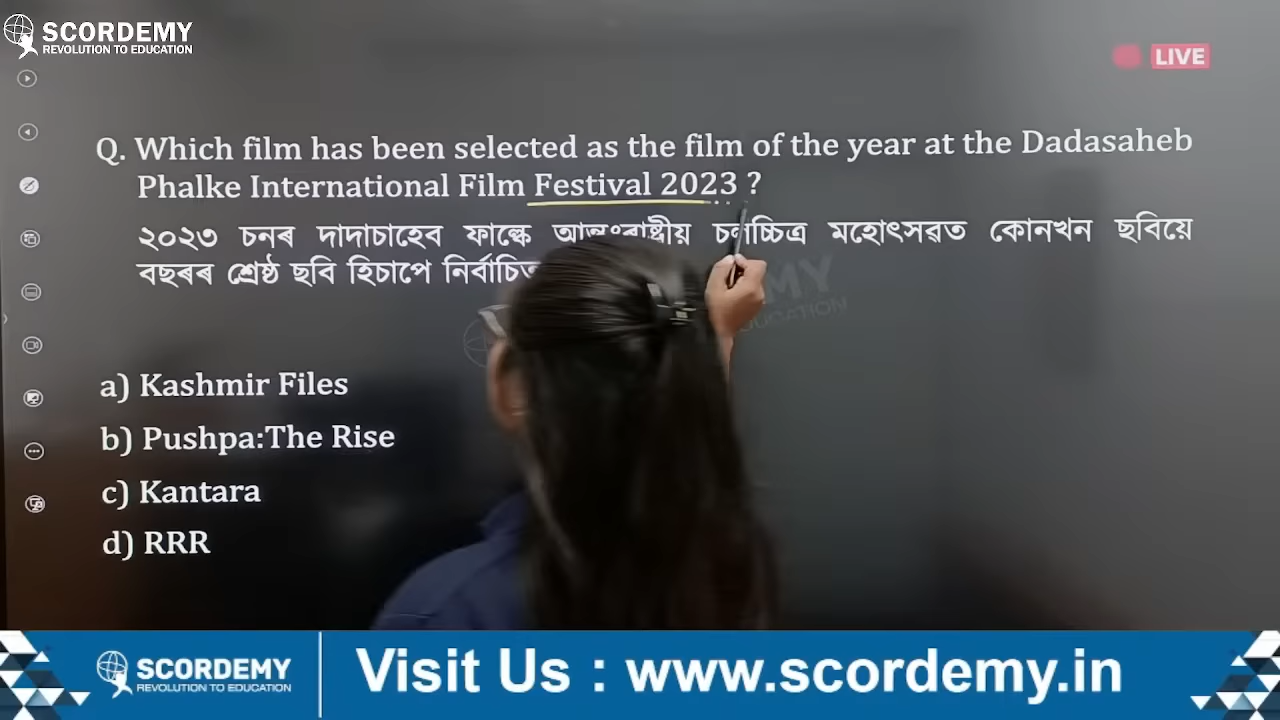 SCORDEMY
REVOLUTION TO EDUCATION
LIVE
Q. Which film has been selected as the film of the year at the Dadasaheb
Phalke International Film Festival 2023 ?
২০২৩ চনৰ দাদাচাহেব ফাল্কে আন্তঃৰাষ্ট্ৰীয় চলচ্চিত্ৰ মহোৎসৱত কোনখন ছবিয়ে
বছৰৰ শ্ৰেষ্ঠ ছবি হিচাপে
a) Kashmir Files
b) Pushpa:The Rise
c) Kantara
d) RRR
SCORDEMY
REVOLUTION TO EDUCATION
Visit Us : www.scordemy.in